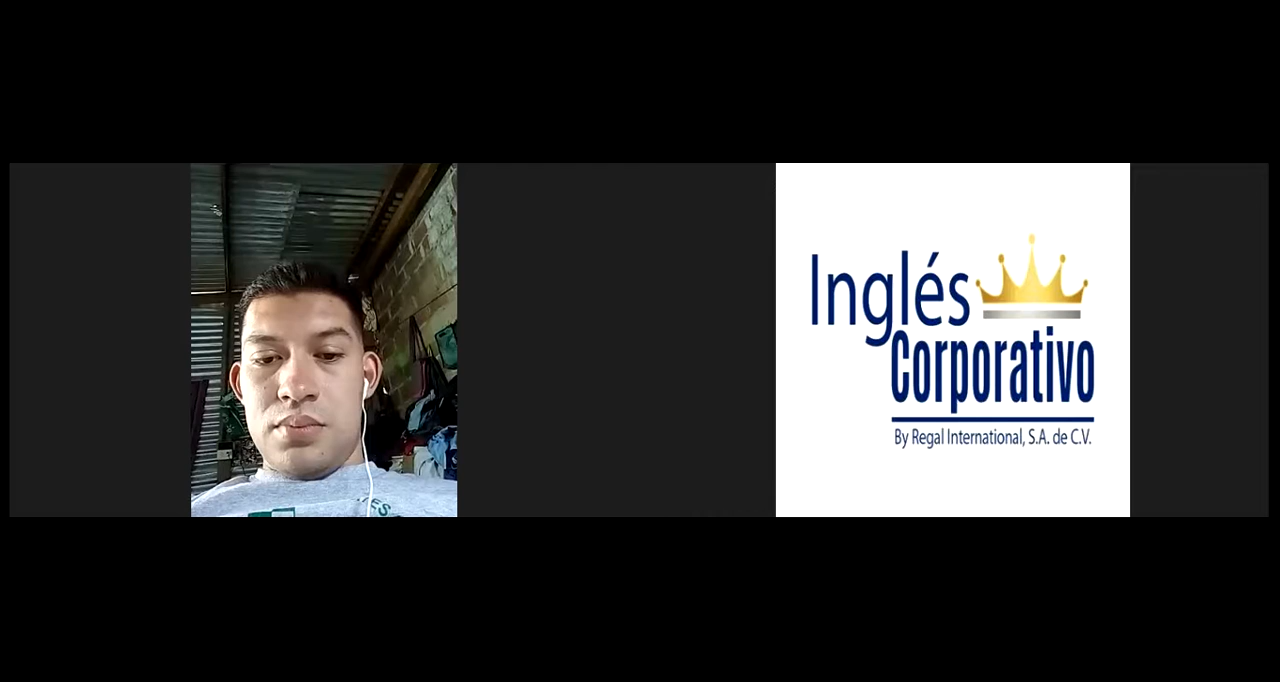 Inglés
Corporativo
By Regal International, S.A. de C.V.